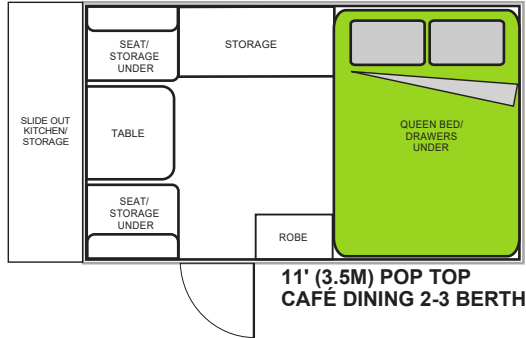 SEAT/
STORAGE
UNDER
STORAGE
SLIDE OUT
KITCHEN/
STORAGE
TABLE
QUEEN BED/
DRAWERS
UNDER
SEAT/
STORAGE
UNDER
ROBE
11' (3.5M) POP TOP
CAFÉ DINING 2-3 BERTH